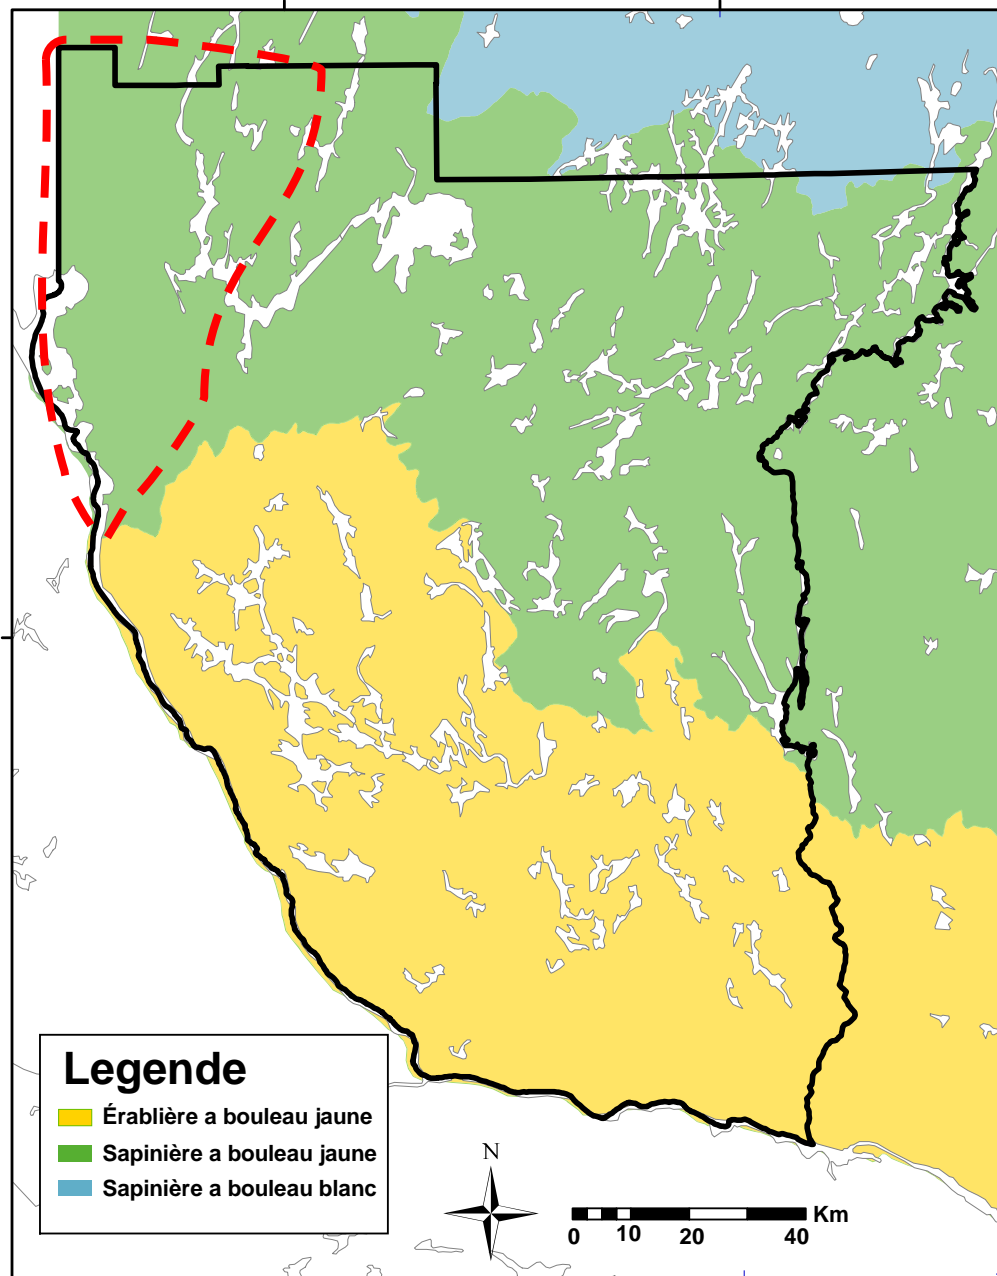 Legende
Érablière a bouleau jaune
Sapinière a bouleau jaune
Sapinière a bouleau blanc
N
Km
0 10 20 40